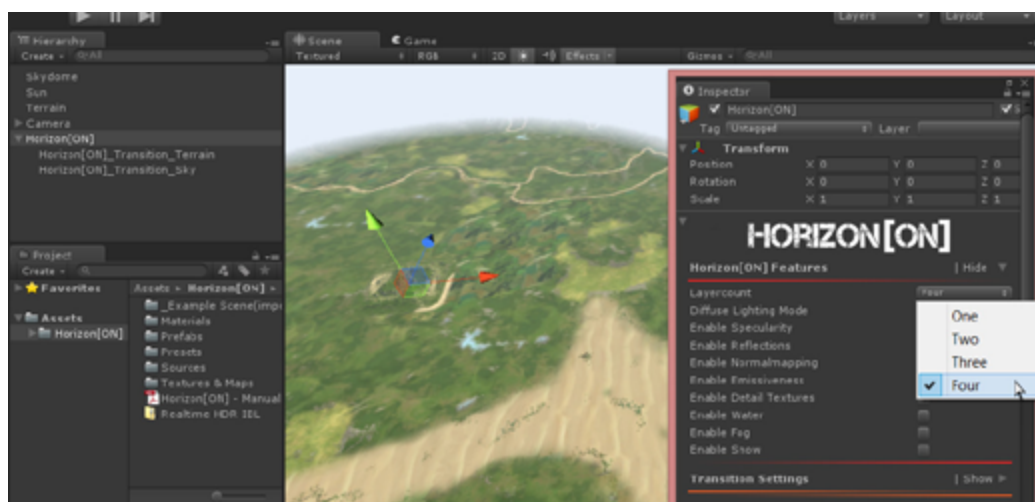 Layers
Layout
Hierarchy
Create
All
Skydome
Sun
Terrain
Camera
Horizon[ON]
Horizon[ON]_Transition_Terrain
Horizon[ON]_Transition_Sky
Project
Create
Favorites
Assets
Horizon[ON]
Assets Horizon[ON]
_Example Scene(impo
Materials
Prefabs
Presets
Sources
Textures & Maps
Horizon[ON] - Manual
Realtime HDR IBL
Scene
Game
Textured
RGB
2D
Effects
Gizmos
All
Inspector
Horizon[ON]
Tag Untagged Layer
Transform
Position X 0 Y 0 Z 0
Rotation X 0 Y 0 Z 0
Scale X 1 Y 1 Z 1
HORIZON[ON]
Horizon[ON] Features | Hide
Layercount Four
Diffuse Lighting Mode
Enable Specularity
Enable Reflections
Enable Normalmapping
Enable Emissiveness
Enable Detail Textures
Enable Water
Enable Fog
Enable Snow
One
Two
Three
Four
Transition Settings | Show